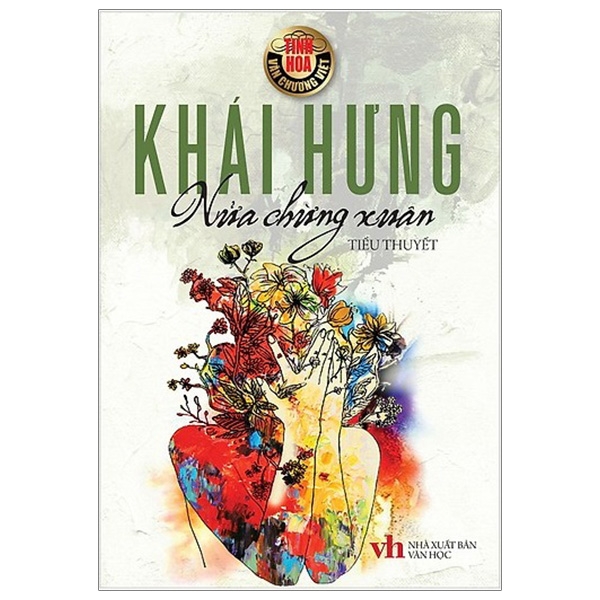 TINH
HOA
VĂN CHƯƠNG VIỆT
KHÁI HƯNG
Nửa chừng xuân
TIỂU THUYẾT
vh NHÀ XUẤT BẢN
VĂN HỌC